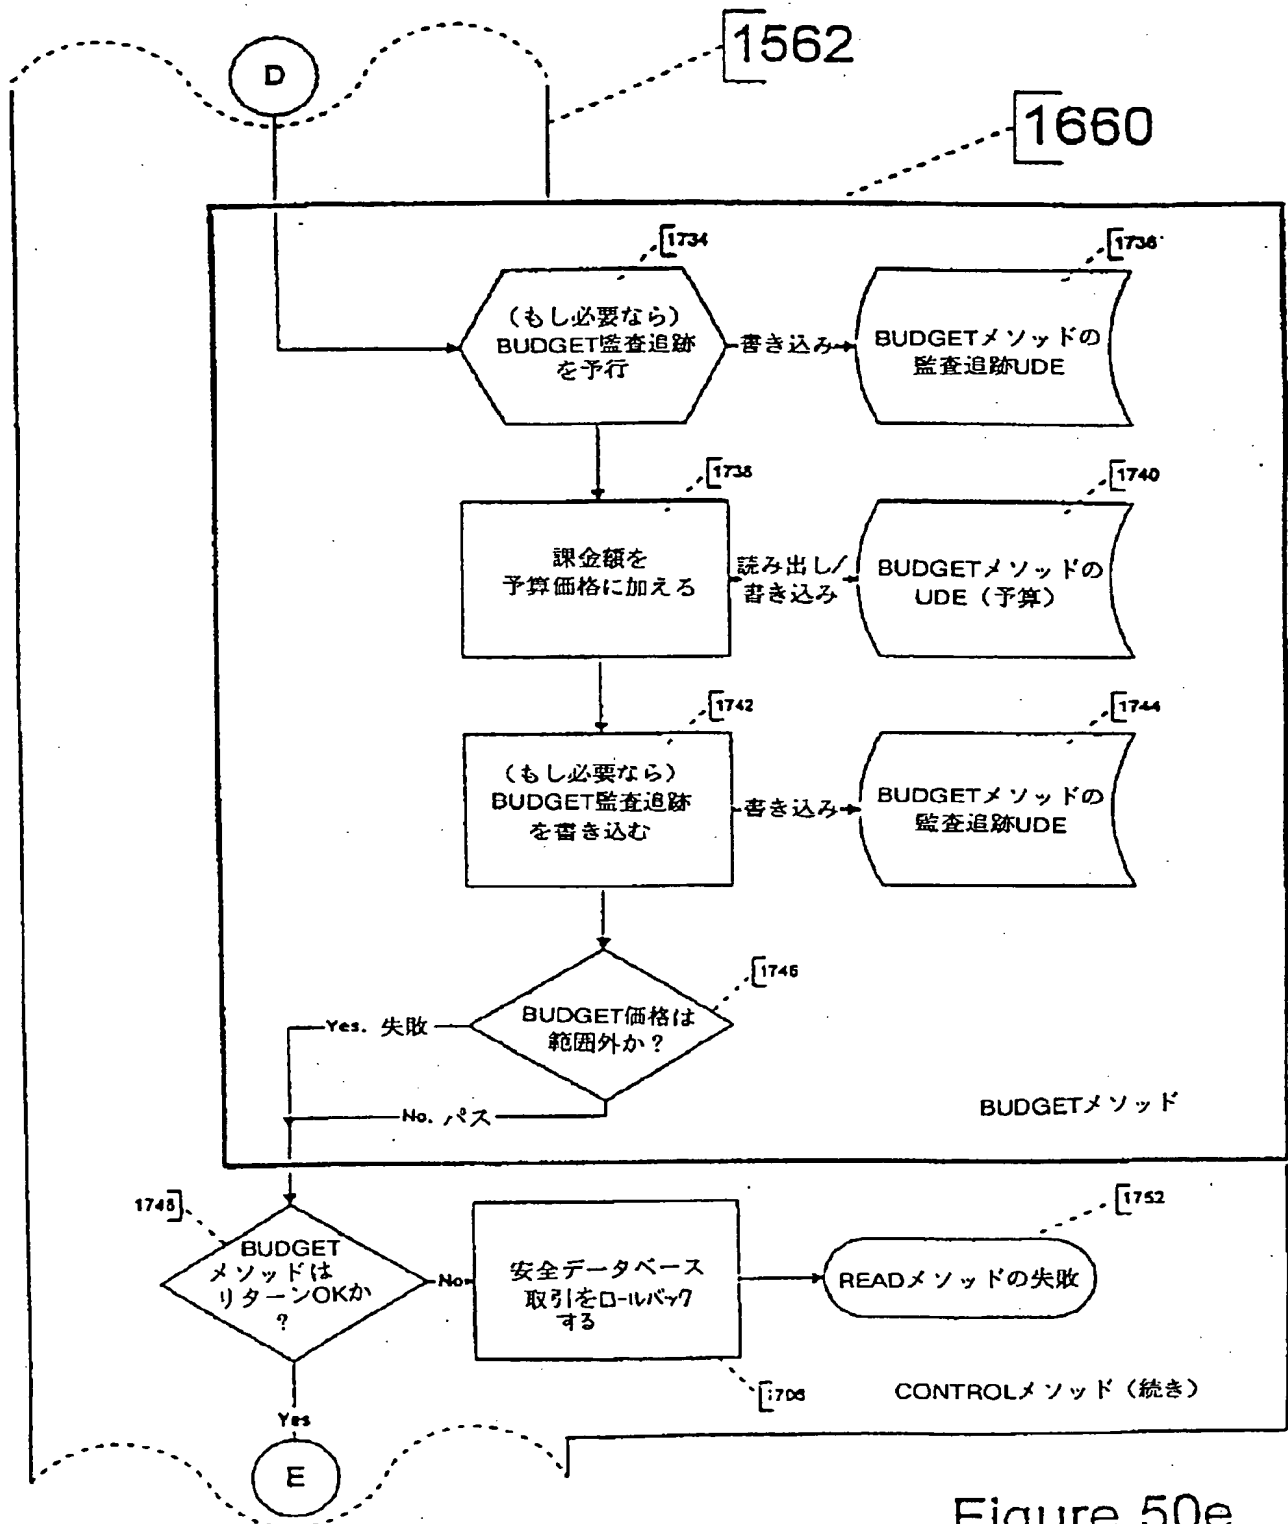 1562
D
1660
1734
1736
(もし必要なら)
BUDGET監査追跡
を予行
書き込み
BUDGETメソッドの
監査追跡UDE
1738
1740
課金額を
予算価格に加える
読み出し/
書き込み
BUDGETメソッドの
UDE(予算)
1742
1744
(もし必要なら)
BUDGET監査追跡
を書き込む
書き込み
BUDGETメソッドの
監査追跡UDE
1746
BUDGET価格は
範囲外か?
Yes. 失敗
No. パス
BUDGETメソッド
1748
1752
BUDGET
メソッドは
リターンOKか
?
No
安全データベース
取引をロールバック
する
READメソッドの失敗
CONTROLメソッド(続き)
Yes
E
Figure 50e